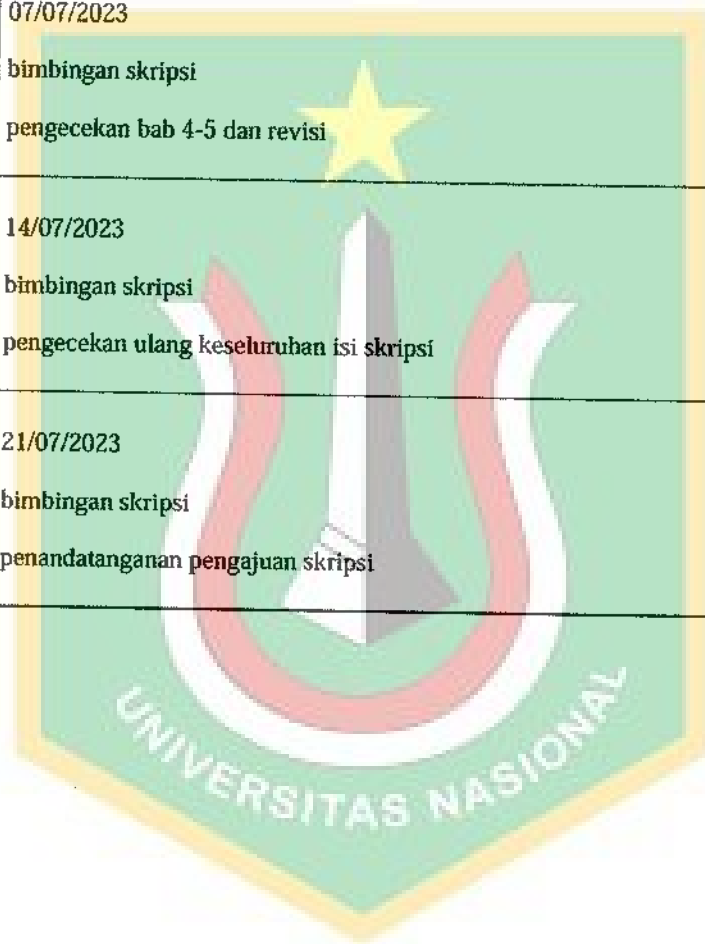 07/07/2023
bimbingan skripsi
pengecekan bab 4-5 dan revisi
14/07/2023
bimbingan skripsi
pengecekan ulang keseluruhan isi skripsi
21/07/2023
bimbingan skripsi
penandatanganan pengajuan skripsi
UNIVERSITAS NASIONAL